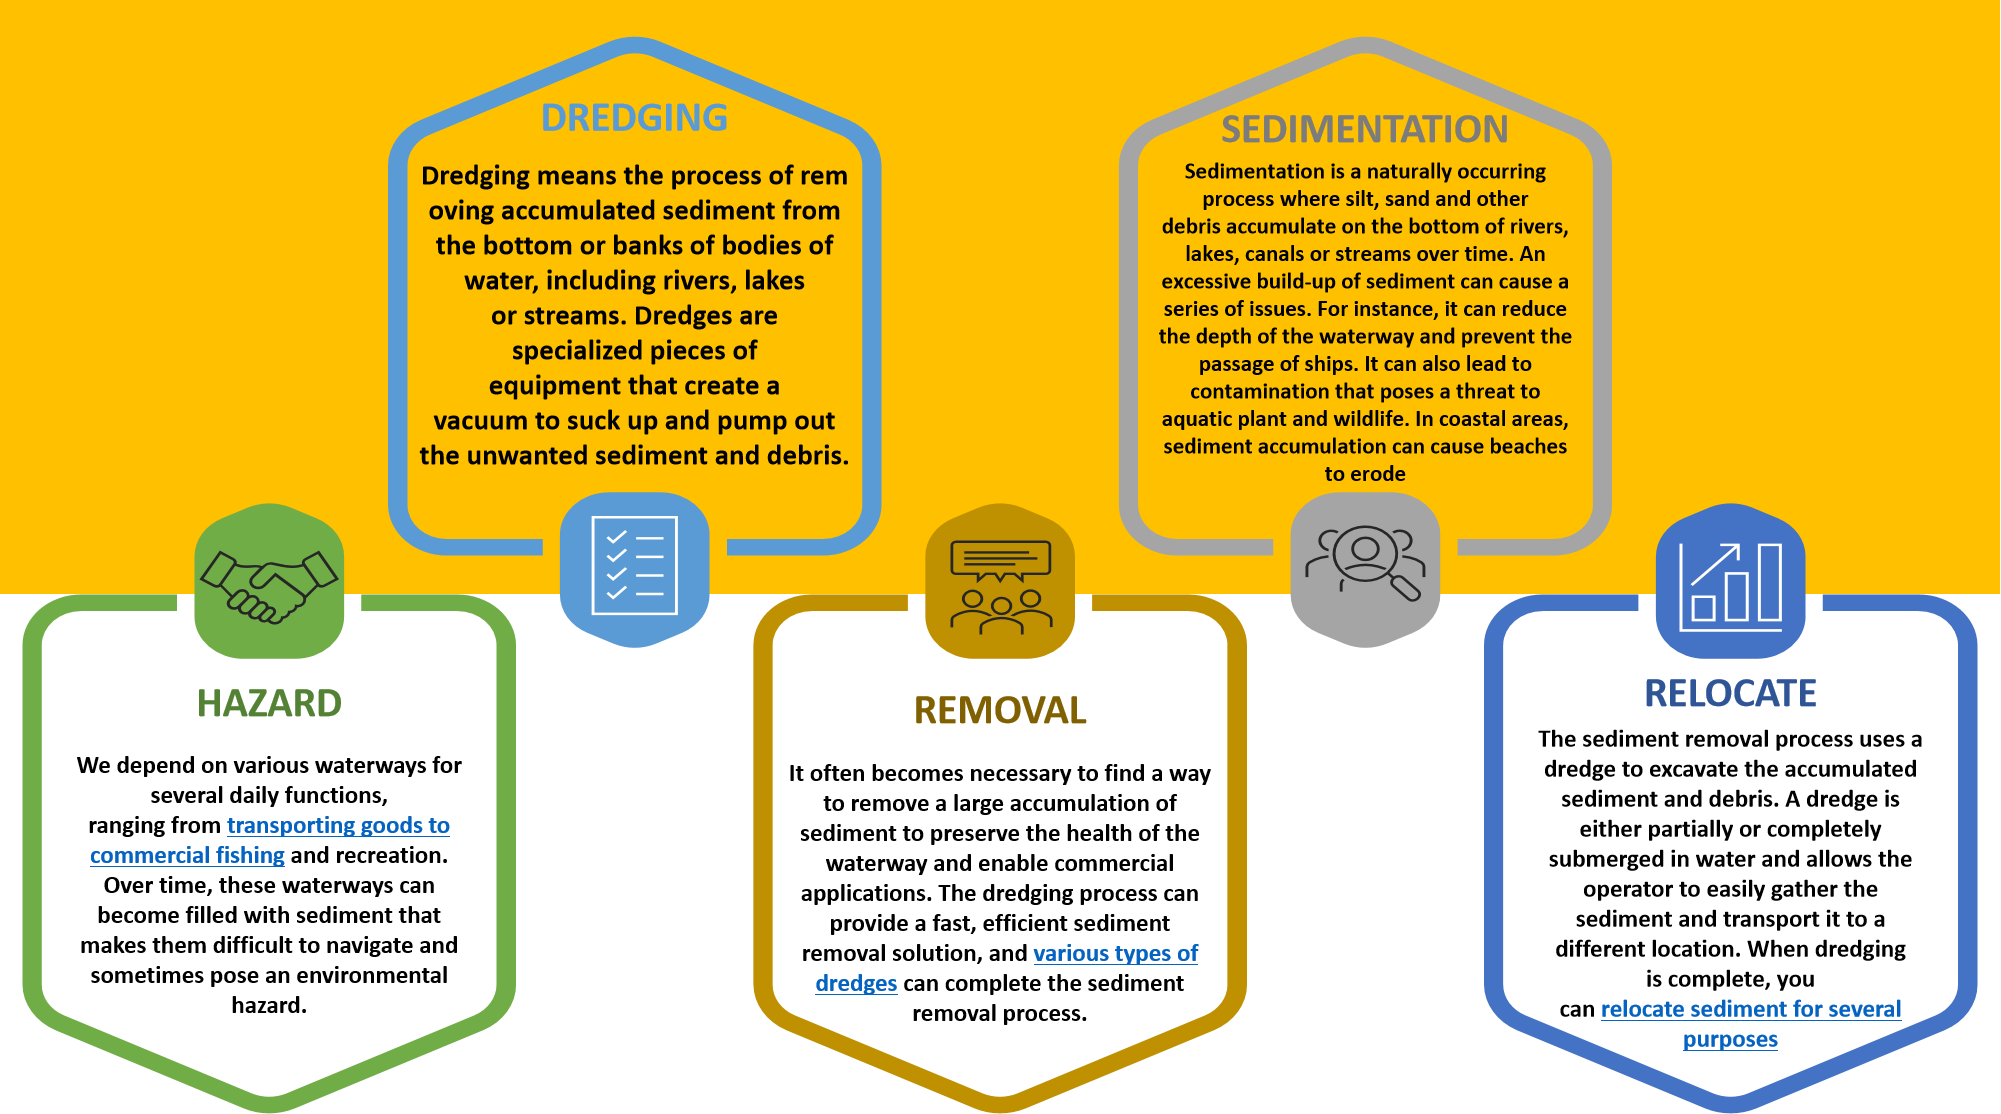 DREDGING
Dredging means the process of rem
oving accumulated sediment from
the bottom or banks of bodies of
water, including rivers, lakes
or streams. Dredges are
specialized pieces of
equipment that create a
vacuum to suck up and pump out
the unwanted sediment and debris.
SEDIMENTATION
Sedimentation is a naturally occurring
process where silt, sand and other
debris accumulate on the bottom of rivers,
lakes, canals or streams over time. An
excessive build-up of sediment can cause a
series of issues. For instance, it can reduce
the depth of the waterway and prevent the
passage of ships. It can also lead to
contamination that poses a threat to
aquatic plant and wildlife. In coastal areas,
sediment accumulation can cause beaches
to erode
HAZARD
We depend on various waterways for
several daily functions,
ranging from transporting goods to
commercial fishing and recreation.
Over time, these waterways can
become filled with sediment that
makes them difficult to navigate and
sometimes pose an environmental
hazard.
REMOVAL
It often becomes necessary to find a way
to remove a large accumulation of
sediment to preserve the health of the
waterway and enable commercial
applications. The dredging process can
provide a fast, efficient sediment
removal solution, and various types of
dredges can complete the sediment
removal process.
RELOCATE
The sediment removal process uses a
dredge to excavate the accumulated
sediment and debris. A dredge is
either partially or completely
submerged in water and allows the
operator to easily gather the
sediment and transport it to a
different location. When dredging
is complete, you
can relocate sediment for several
purposes